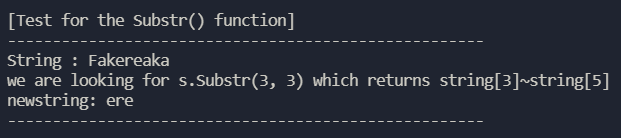 [Test for the Substr() function]
----------------------------------------------------
String : Fakereaka
we are looking for s.Substr(3, 3) which returns string[3]~string[5]
newstring: ere
----------------------------------------------------